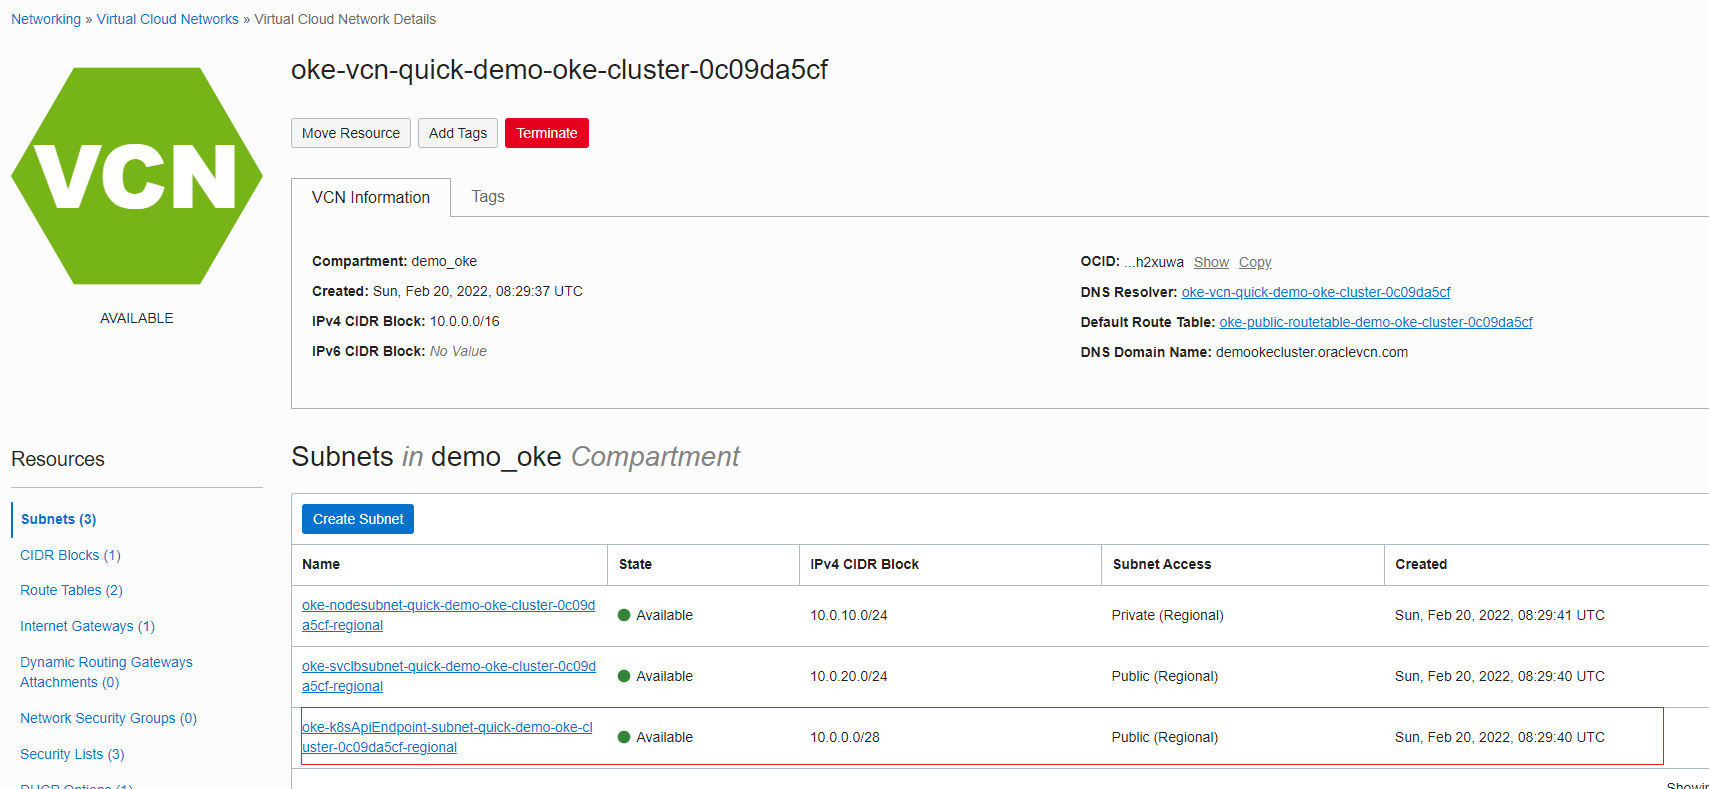 Networking » Virtual Cloud Networks » Virtual Cloud Network Details
VCN
AVAILABLE
oke-vcn-quick-demo-oke-cluster-0c09da5cf
Move Resource Add Tags Terminate
VCN Information Tags
Compartment: demo_oke
Created: Sun, Feb 20, 2022, 08:29:37 UTC
IPv4 CIDR Block: 10.0.0.0/16
IPv6 CIDR Block: No Value
OCID: ...h2xuwa Show Copy
DNS Resolver: oke-vcn-quick-demo-oke-cluster-0c09da5cf
Default Route Table: oke-public-routetable-demo-oke-cluster-0c09da5cf
DNS Domain Name: demookecluster.oraclevcn.com
Resources
Subnets (3)
CIDR Blocks (1)
Route Tables (2)
Internet Gateways (1)
Dynamic Routing Gateways
Attachments (0)
Network Security Groups (0)
Security Lists (3)
DHCP Options (1)
Subnets in demo_oke Compartment
Create Subnet
Name State IPv4 CIDR Block Subnet Access Created
oke-nodesubnet-quick-demo-oke-cluster-0c09d
a5cf-regional
Available 10.0.10.0/24 Private (Regional) Sun, Feb 20, 2022, 08:29:41 UTC
oke-svclbsubnet-quick-demo-oke-cluster-0c09d
a5cf-regional
Available 10.0.20.0/24 Public (Regional) Sun, Feb 20, 2022, 08:29:40 UTC
oke-k8sApiEndpoint-subnet-quick-demo-oke-cl
uster-0c09da5cf-regional
Available 10.0.0.0/28 Public (Regional) Sun, Feb 20, 2022, 08:29:40 UTC